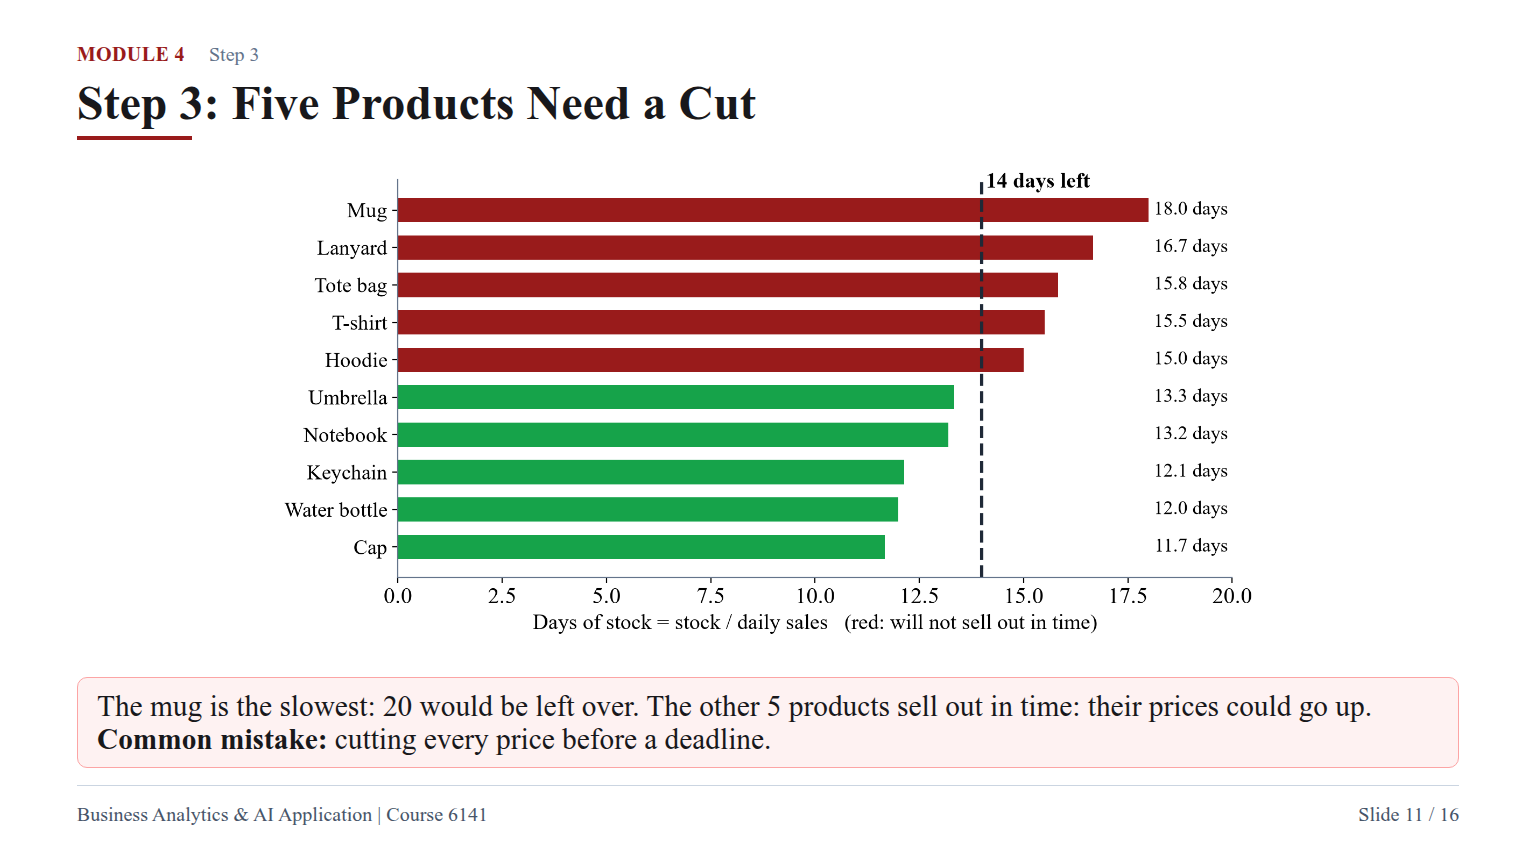 MODULE 4 Step 3
Step 3: Five Products Need a Cut
14 days left
Mug 18.0 days
Lanyard 16.7 days
Tote bag 15.8 days
T-shirt 15.5 days
Hoodie 15.0 days
Umbrella 13.3 days
Notebook 13.2 days
Keychain 12.1 days
Water bottle 12.0 days
Cap 11.7 days
0.0 2.5 5.0 7.5 10.0 12.5 15.0 17.5 20.0
Days of stock = stock / daily sales (red: will not sell out in time)
The mug is the slowest: 20 would be left over. The other 5 products sell out in time: their prices could go up.
Common mistake: cutting every price before a deadline.
Business Analytics & AI Application | Course 6141 Slide 11 / 16